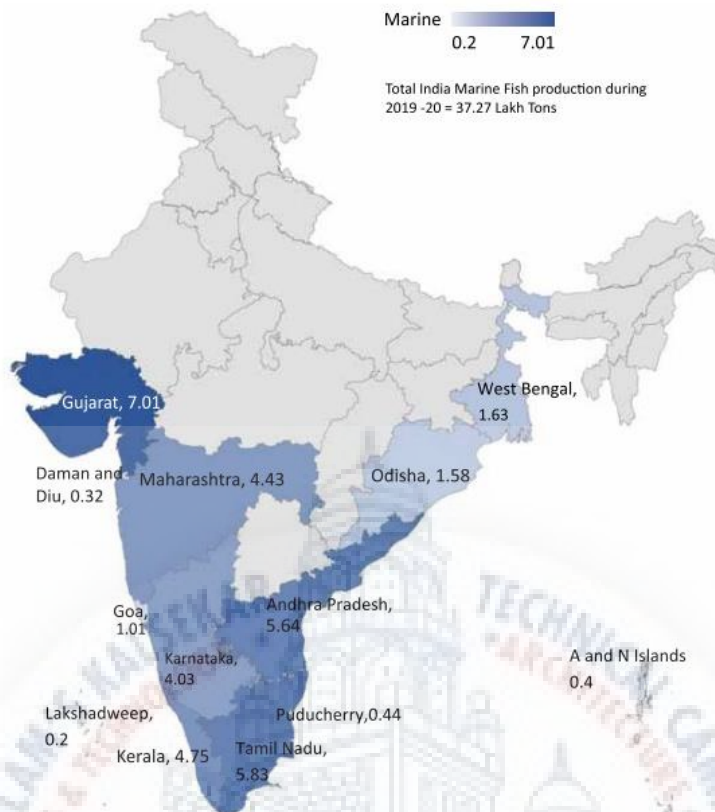 Marine
0.2 7.01
Total India Marine Fish production during
2019 -20 = 37.27 Lakh Tons
Gujarat, 7.01
West Bengal,
1.63
Daman and
Diu, 0.32
Maharashtra, 4.43
Odisha, 1.58
Goa,
1.01
Andhra Pradesh,
5.64
Karnataka,
4.03
A and N Islands
0.4
Lakshadweep,
0.2
Puducherry,0.44
Kerala, 4.75
Tamil Nadu,
5.83
KALSEKAR
TECHNICAL
ARCHITECTURE